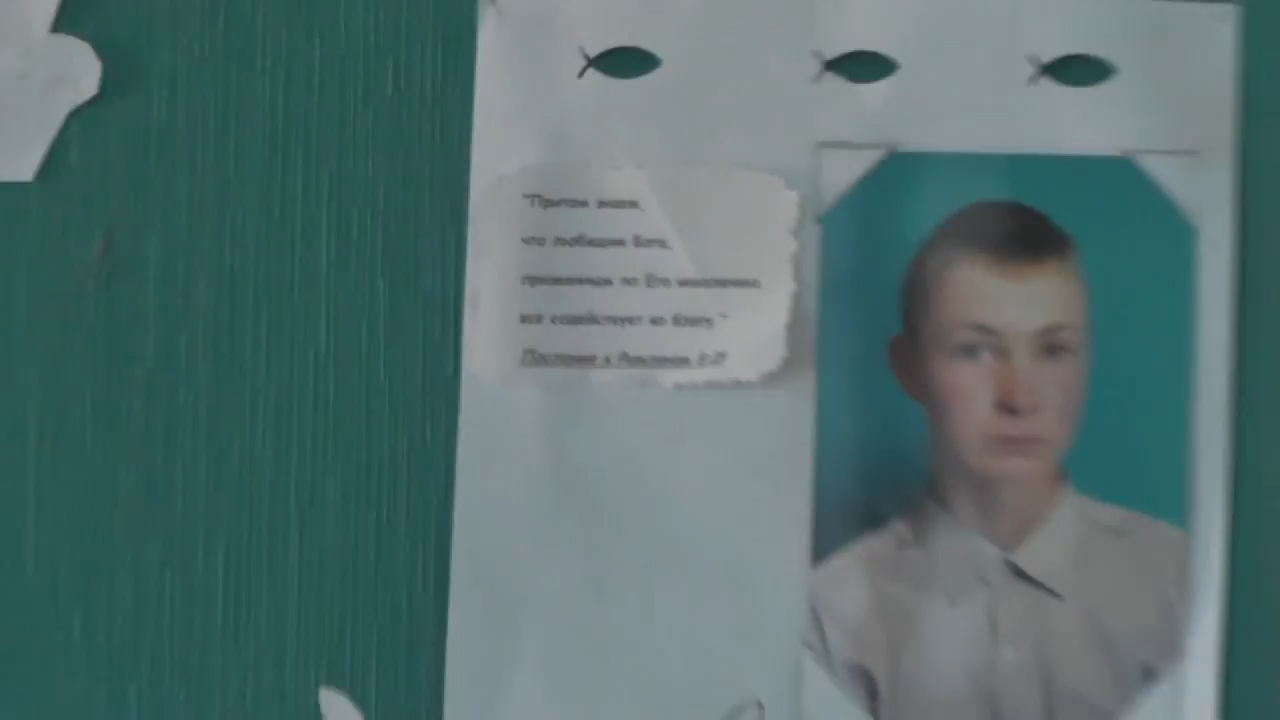 "Притом знаем,
что любящим Бога,
призванным по Его изволению
все содействует ко благу."
Послание к Римлянам